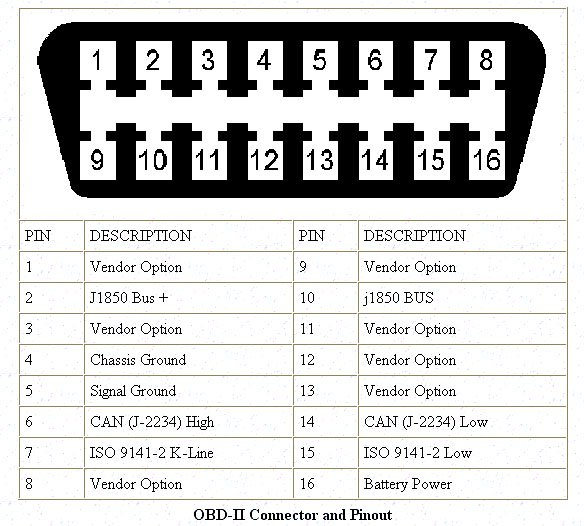 1 2 3 4 5 6 7 8
9 10 11 12 13 14 15 16
PIN DESCRIPTION PIN DESCRIPTION
1 Vendor Option 9 Vendor Option
2 J1850 Bus + 10 j1850 BUS
3 Vendor Option 11 Vendor Option
4 Chassis Ground 12 Vendor Option
5 Signal Ground 13 Vendor Option
6 CAN (J-2234) High 14 CAN (J-2234) Low
7 ISO 9141-2 K-Line 15 ISO 9141-2 Low
8 Vendor Option 16 Battery Power
OBD-II Connector and Pinout